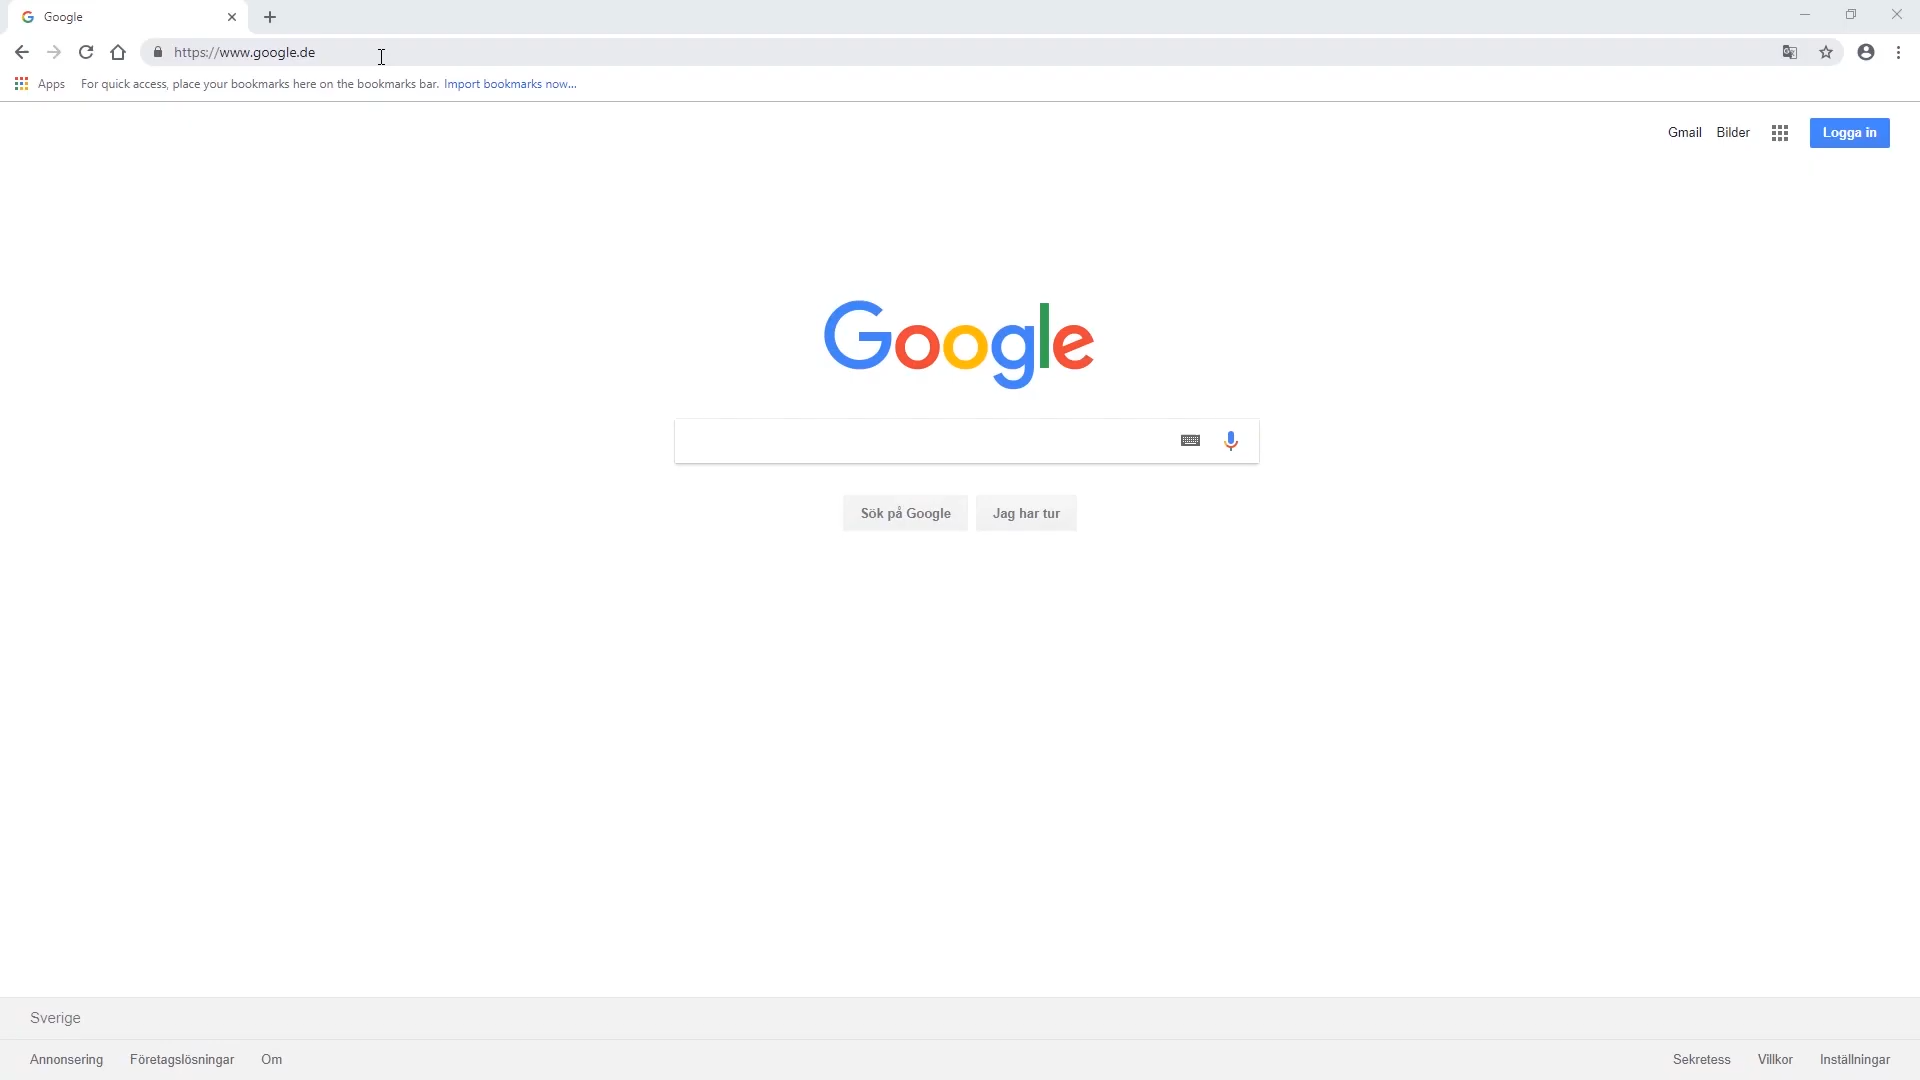 Google
https://www.google.de
Apps For quick access, place your bookmarks here on the bookmarks bar. Import bookmarks now...
Gmail Bilder Logga in
Google
Sök på Google Jag har tur
Sverige
Annonsering Företagslösningar Om Sekretess Villkor Inställningar